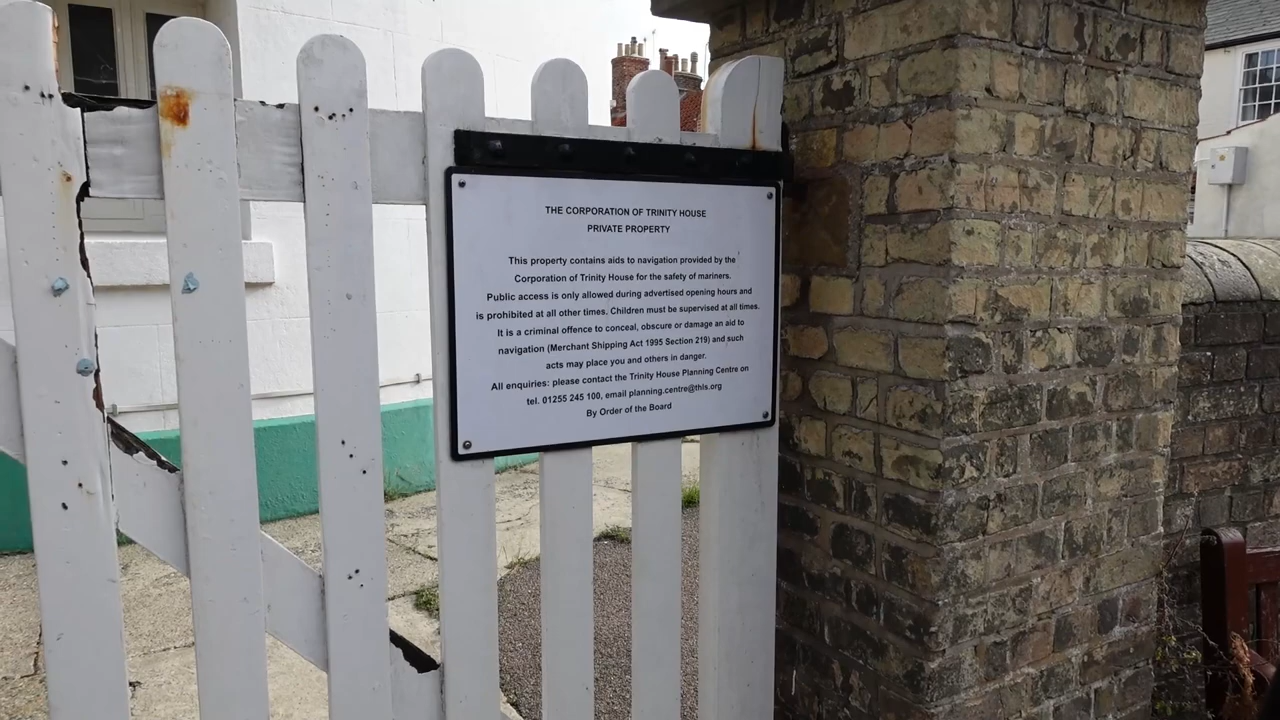 THE CORPORATION OF TRINITY HOUSE
PRIVATE PROPERTY
This property contains aids to navigation provided by the
Corporation of Trinity House for the safety of mariners.
Public access is only allowed during advertised opening hours and
is prohibited at all other times. Children must be supervised at all times.
It is a criminal offence to conceal, obscure or damage an aid to
navigation (Merchant Shipping Act 1995 Section 219) and such
acts may place you and others in danger.
All enquiries: please contact the Trinity House Planning Centre on
tel. 01255 245 100, email planning.centre@thls.org
By Order of the Board